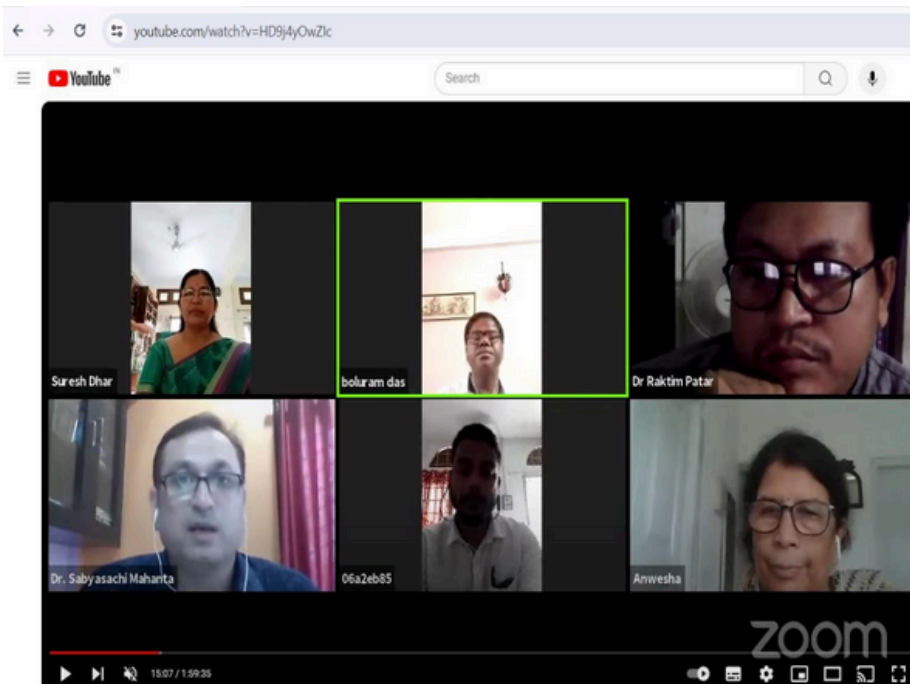 youtube.com/watch?v=HD9j4yOwZlc
YouTube IN
Search
Suresh Dhar
boluram das
Dr Raktim Patar
Dr. Sabyasachi Mahanta
06a2eb85
Anwesha
zoom
15:07 / 1:59:35